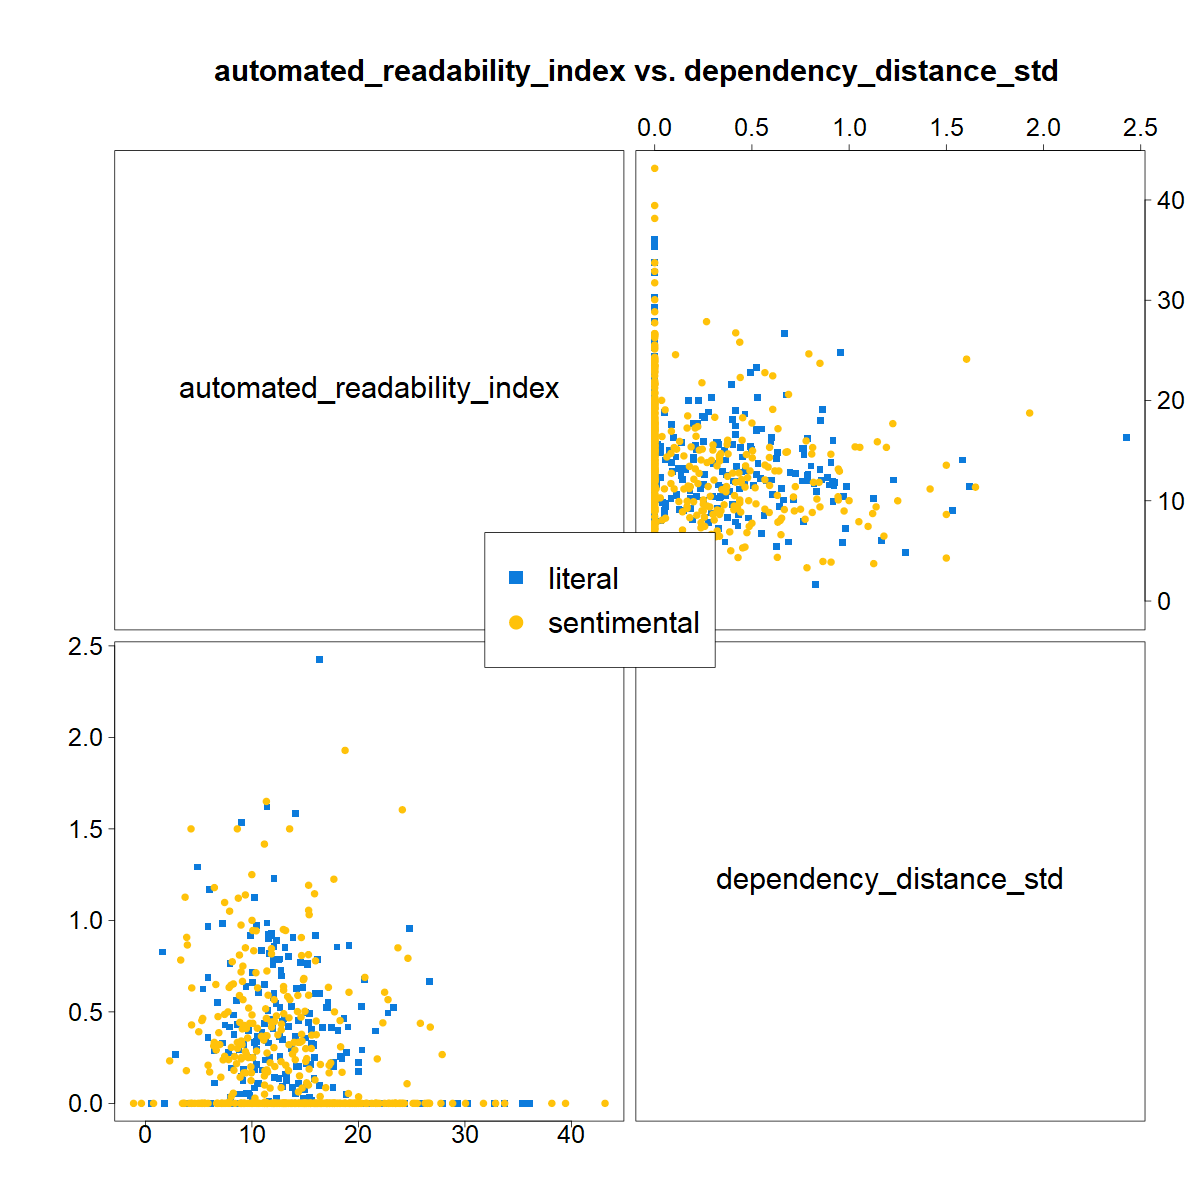 automated_readability_index vs. dependency_distance_std
0.0 0.5 1.0 1.5 2.0 2.5
automated_readability_index
40
30
20
10
0
literal
sentimental
2.5
2.0
1.5
1.0
0.5
0.0
dependency_distance_std
0 10 20 30 40